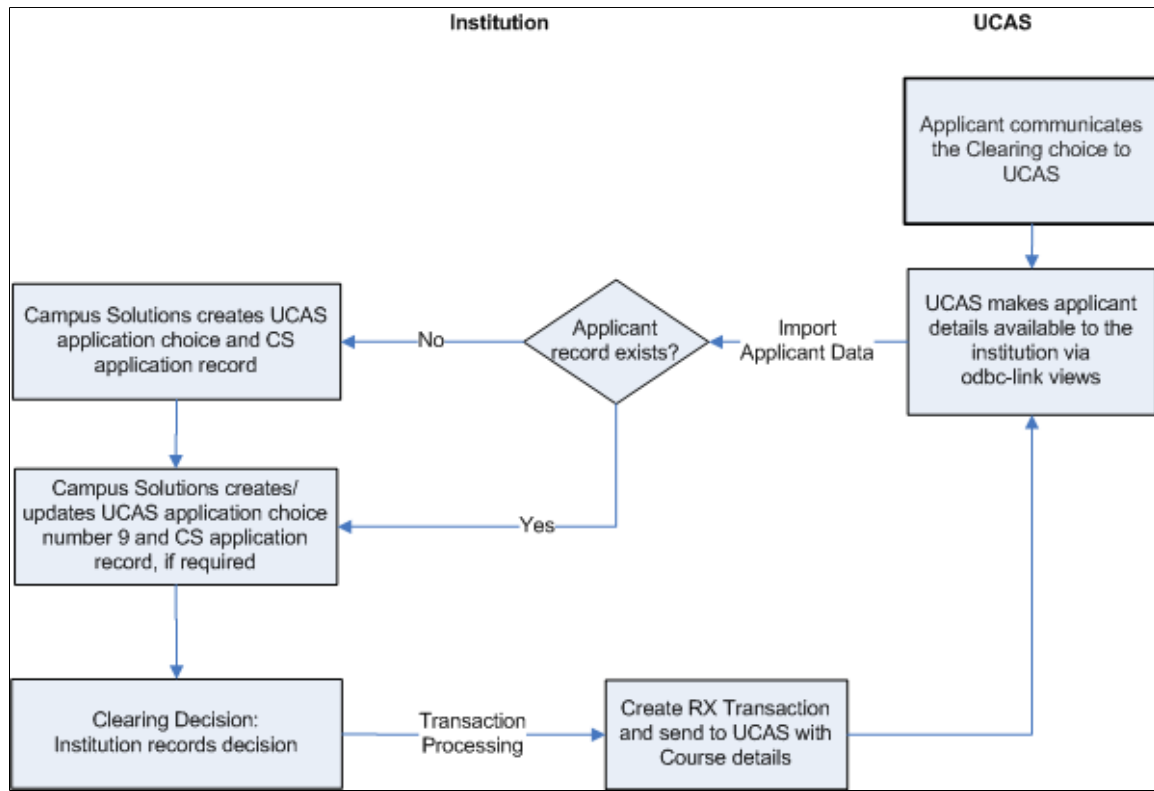 Institution
UCAS
Applicant communicates
the Clearing choice to
UCAS
UCAS makes applicant
details available to the
institution via
odbc-link views
Import
Applicant Data
Applicant
record exists?
No
Campus Solutions creates UCAS
application choice and CS
application record
Yes
Campus Solutions creates/
updates UCAS application choice
number 9 and CS application
record, if required
Clearing Decision:
Institution records decision
Transaction
Processing
Create RX Transaction
and send to UCAS with
Course details